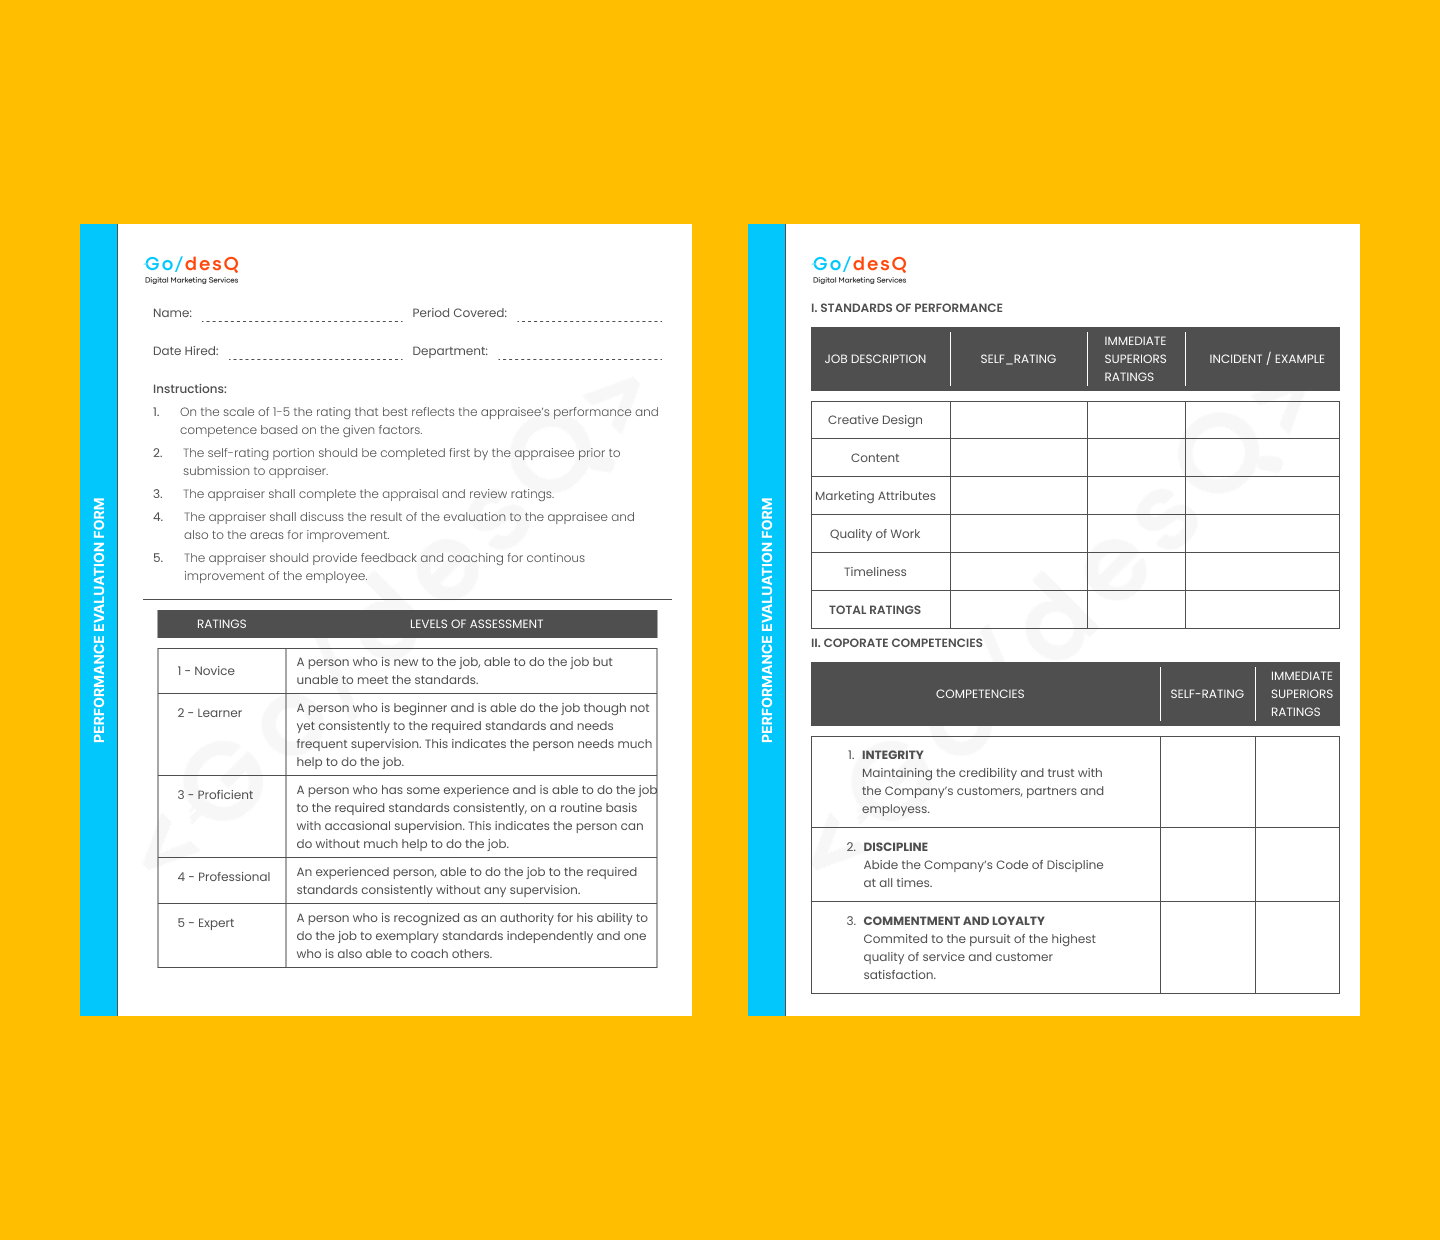 PERFORMANCE EVALUATION FORM
Go/desQ
Digital Marketing Services
Name: Period Covered:
Date Hired: Department:
Instructions:
1. On the scale of 1-5 the rating that best reflects the appraisee's performance and
competence based on the given factors.
2. The self-rating portion should be completed first by the appraisee prior to
submission to appraiser.
3. The appraiser shall complete the appraisal and review ratings.
4. The appraiser shall discuss the result of the evaluation to the appraisee and
also to the areas for improvement.
5. The appraiser should provide feedback and coaching for continous
improvement of the employee.
RATINGS LEVELS OF ASSESSMENT
1 - Novice
A person who is new to the job, able to do the job but
unable to meet the standards.
2 - Learner
A person who is beginner and is able do the job though not
yet consistently to the required standards and needs
frequent supervision. This indicates the person needs much
help to do the job.
3 - Proficient
A person who has some experience and is able to do the job
to the required standards consistently, on a routine basis
with accasional supervision. This indicates the person can
do without much help to do the job.
4 - Professional
An experienced person, able to do the job to the required
standards consistently without any supervision.
5 - Expert
A person who is recognized as an authority for his ability to
do the job to exemplary standards independently and one
who is also able to coach others.
<Go/desQ>
PERFORMANCE EVALUATION FORM
Go/desQ
Digital Marketing Services
I. STANDARDS OF PERFORMANCE
JOB DESCRIPTION
SELF_RATING
IMMEDIATE
SUPERIORS
RATINGS
INCIDENT / EXAMPLE
Creative Design
Content
Marketing Attributes
Quality of Work
Timeliness
TOTAL RATINGS
II. COPORATE COMPETENCIES
COMPETENCIES
SELF-RATING
IMMEDIATE
SUPERIORS
RATINGS
1. INTEGRITY
Maintaining the credibility and trust with
the Company's customers, partners and
employess.
2. DISCIPLINE
Abide the Company's Code of Discipline
at all times.
3. COMMENTMENT AND LOYALTY
Commited to the pursuit of the highest
quality of service and customer
satisfaction.
<Go/desQ>